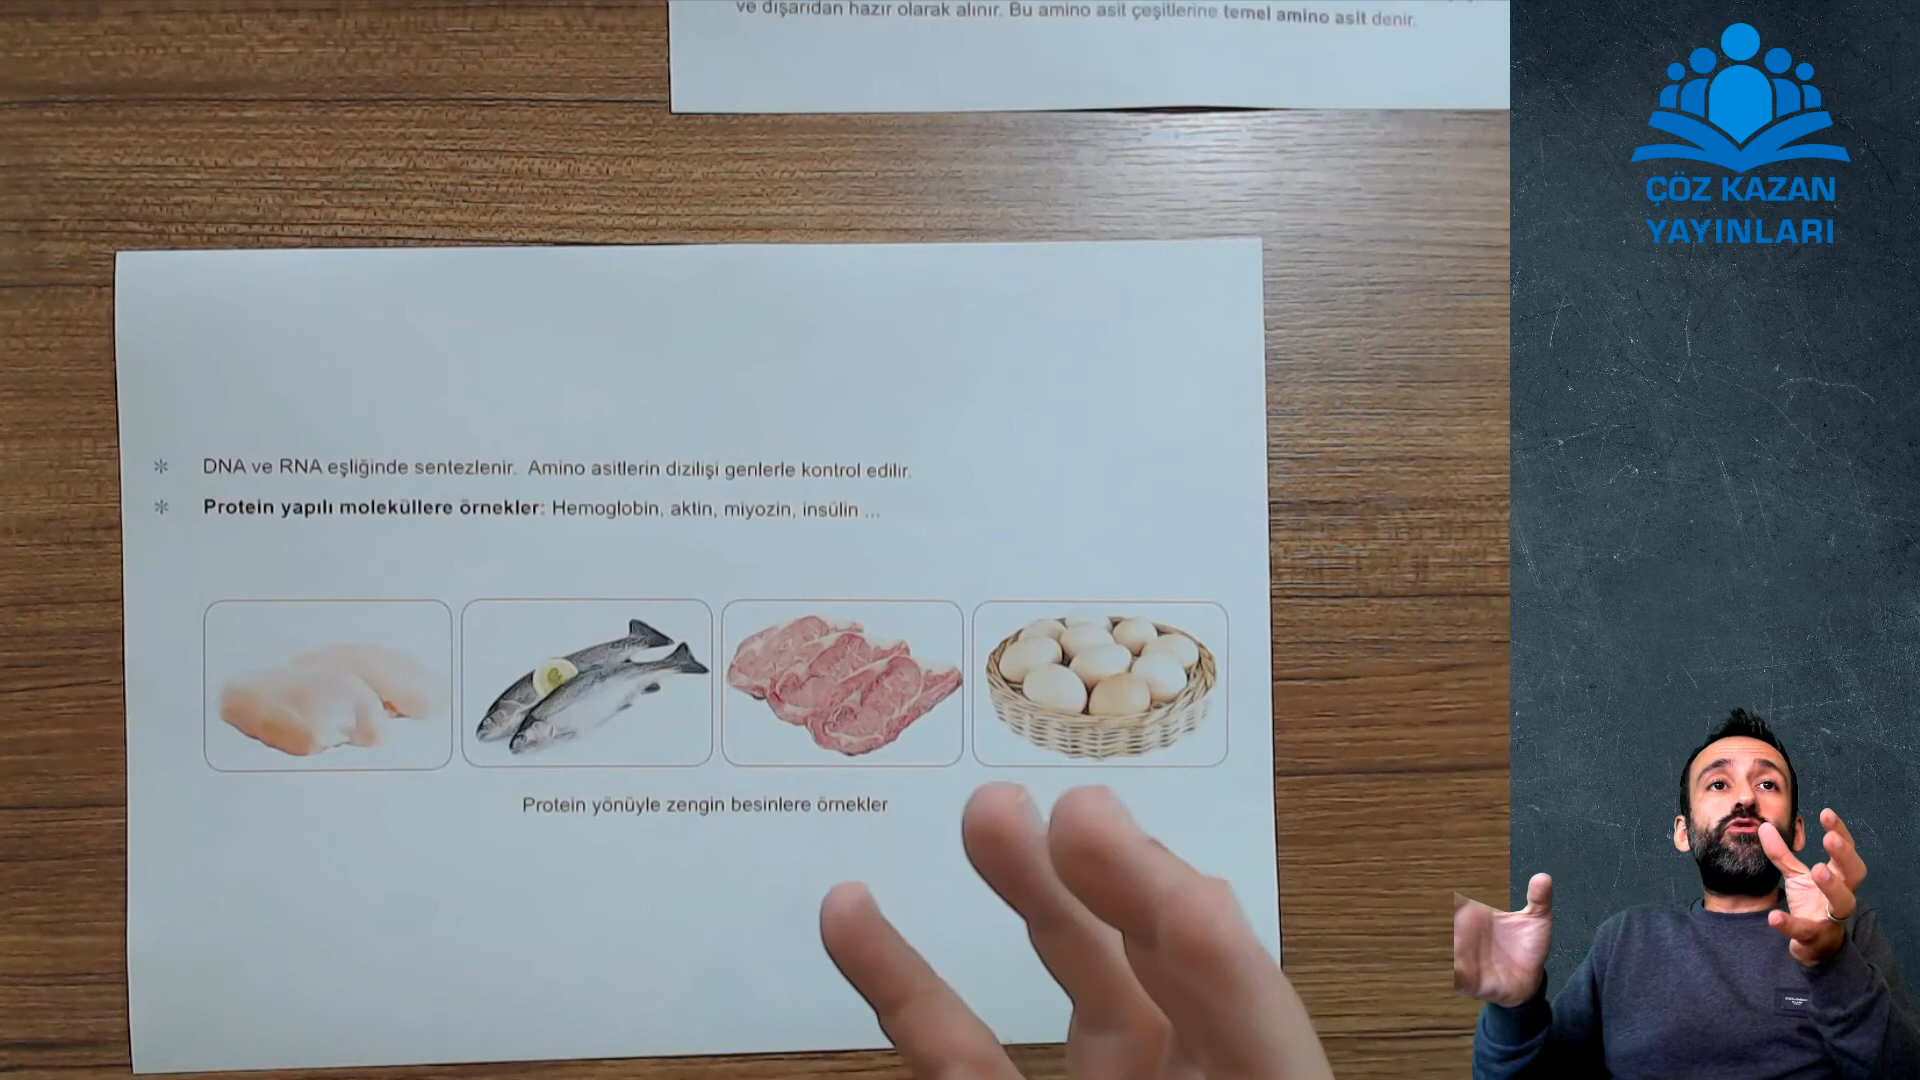 ve dışarıdan hazır olarak alınır. Bu amino asit çeşitlerine temel amino asit denir.
ÇÖZ KAZAN
YAYINLARI
* DNA ve RNA eşliğinde sentezlenir. Amino asitlerin dizilişi genlerle kontrol edilir.
* Protein yapılı moleküllere örnekler: Hemoglobin, aktin, miyozin, insülin ...
Protein yönüyle zengin besinlere örnekler